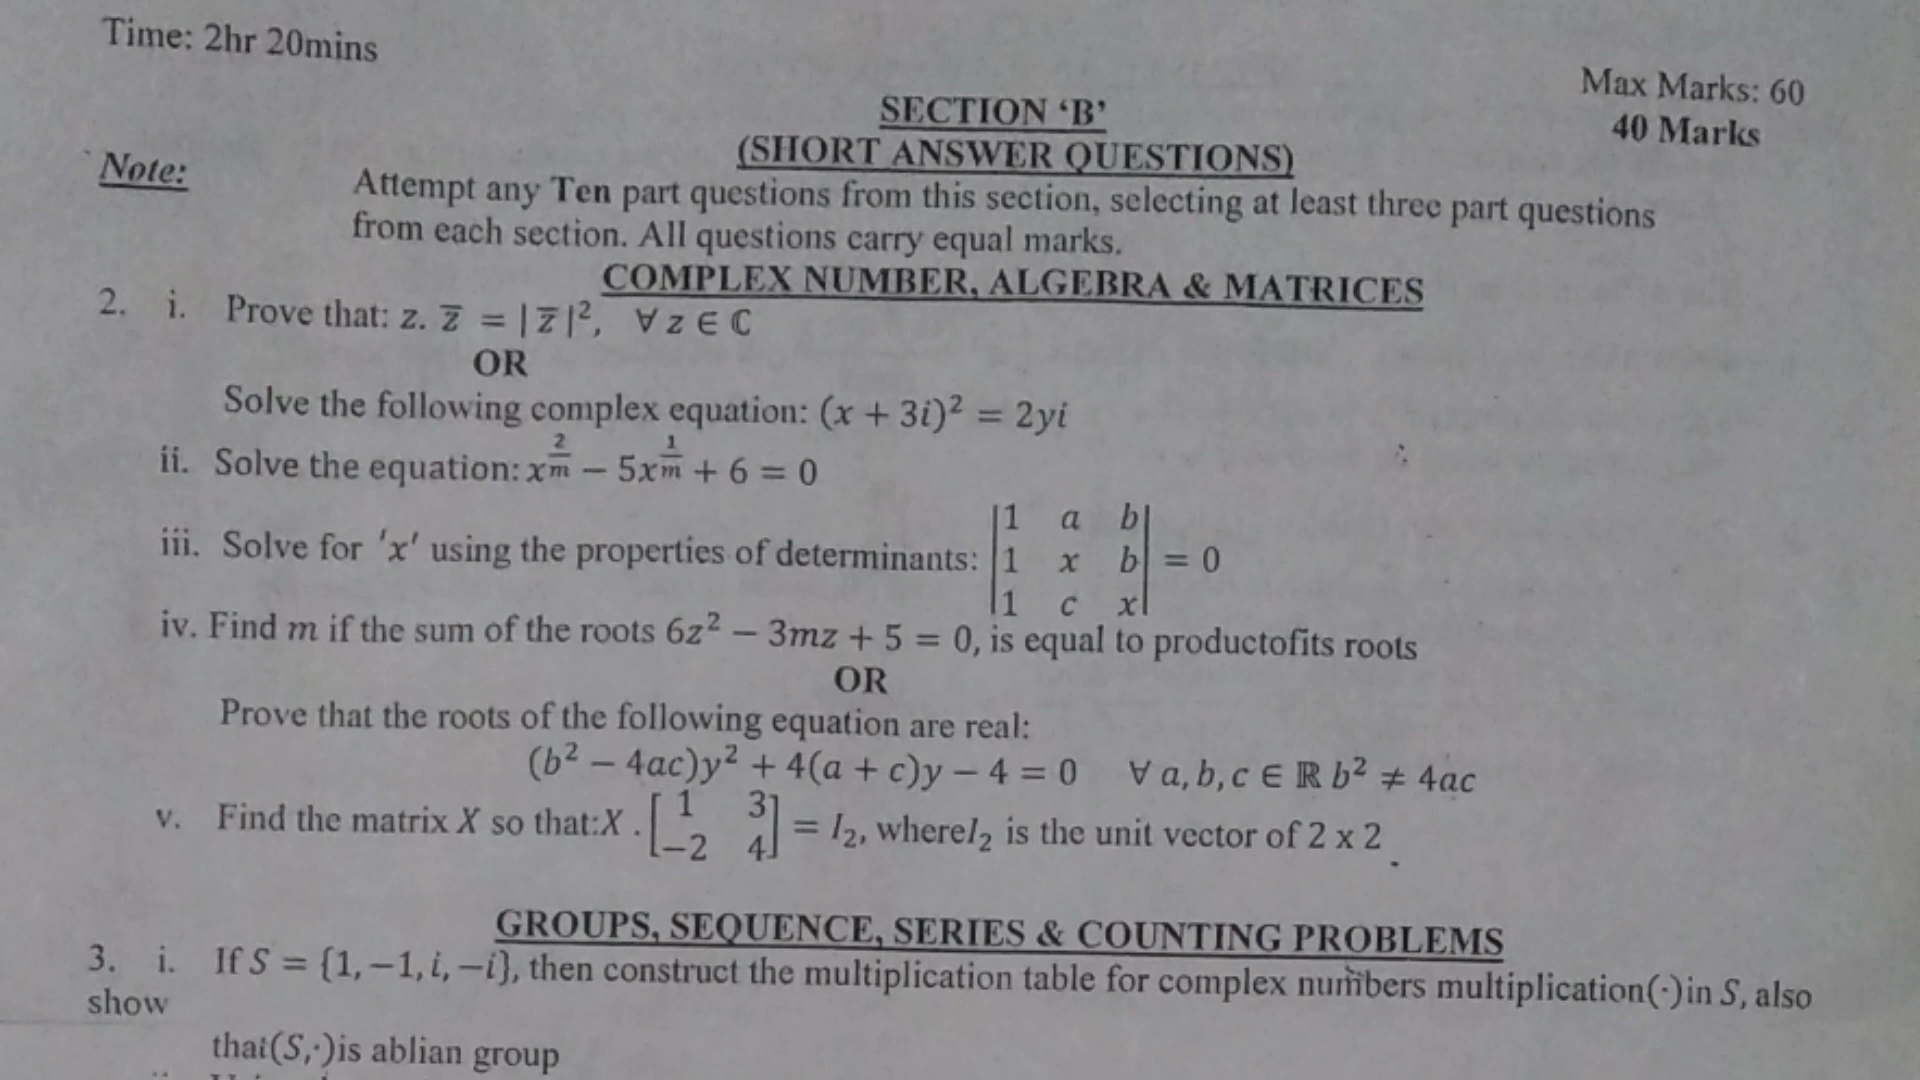 Time: 2hr 20mins
Max Marks: 60
SECTION ‘B’
40 Marks
(SHORT ANSWER QUESTIONS)
Note:
Attempt any Ten part questions from this section, selecting at least three part questions
from each section. All questions carry equal marks.
COMPLEX NUMBER, ALGEBRA & MATRICES
2. i. Prove that: z. z̅ = |z̅|², ∀ z ∈ ℂ
OR
Solve the following complex equation: (x + 3i)² = 2yi
ii. Solve the equation: x^(2/m) − 5x^(1/m) + 6 = 0
iii. Solve for 'x' using the properties of determinants: |1 a b|
|1 x b| = 0
|1 c x|
iv. Find m if the sum of the roots 6z² − 3mz + 5 = 0, is equal to productofits roots
OR
Prove that the roots of the following equation are real:
(b² − 4ac)y² + 4(a + c)y − 4 = 0 ∀ a, b, c ∈ ℝ b² ≠ 4ac
v. Find the matrix X so that:X . [1 3
−2 4] = I₂, whereI₂ is the unit vector of 2 x 2
GROUPS, SEQUENCE, SERIES & COUNTING PROBLEMS
3. i. If S = {1, −1, i, −i}, then construct the multiplication table for complex numbers multiplication(·)in S, also
show
that(S,·)is ablian group